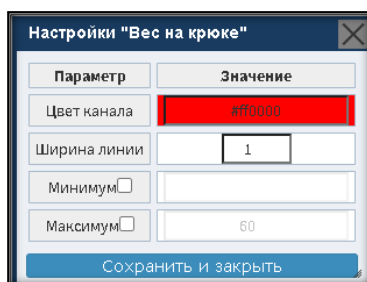 Настройки "Вес на крюке"
Параметр Значение
Цвет канала #ff0000
Ширина линии 1
Минимум
Максимум 60
Сохранить и закрыть